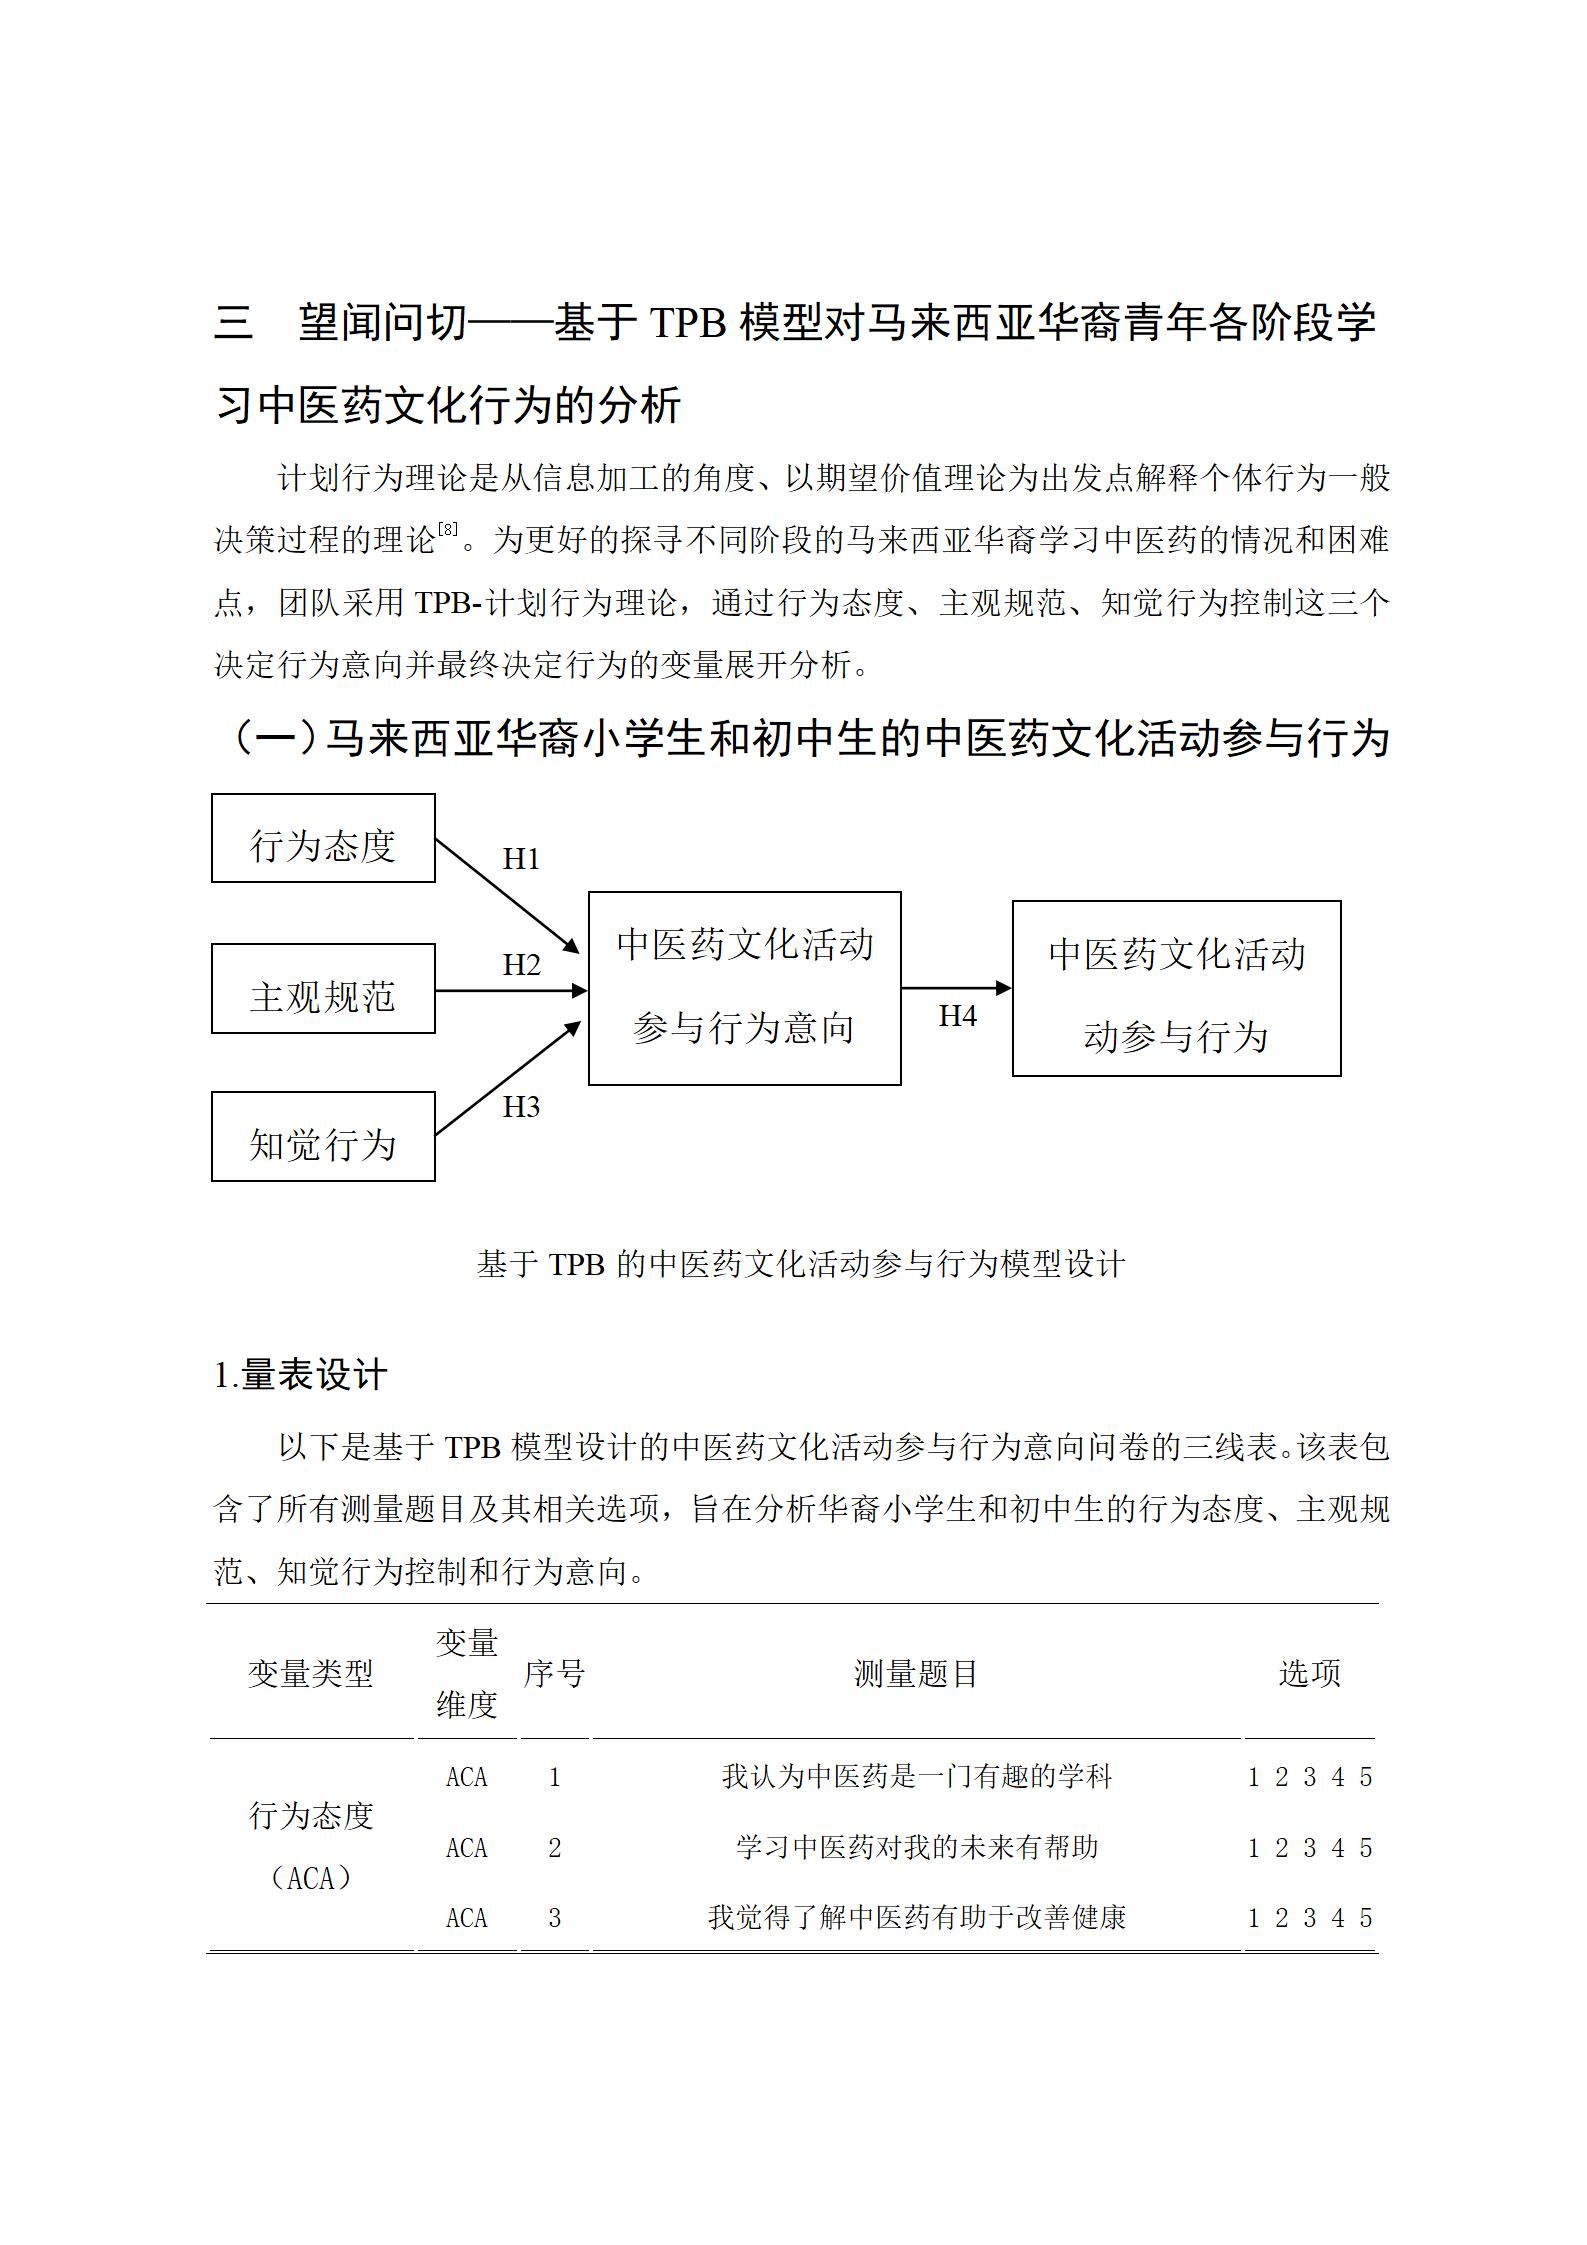 三　望闻问切——基于 TPB 模型对马来西亚华裔青年各阶段学
习中医药文化行为的分析
计划行为理论是从信息加工的角度、以期望价值理论为出发点解释个体行为一般
决策过程的理论[8]。为更好的探寻不同阶段的马来西亚华裔学习中医药的情况和困难
点，团队采用 TPB-计划行为理论，通过行为态度、主观规范、知觉行为控制这三个
决定行为意向并最终决定行为的变量展开分析。
（一）马来西亚华裔小学生和初中生的中医药文化活动参与行为
行为态度
H1
主观规范
H2
知觉行为
H3
中医药文化活动
参与行为意向
H4
中医药文化活动
动参与行为
基于 TPB 的中医药文化活动参与行为模型设计
1.量表设计
以下是基于 TPB 模型设计的中医药文化活动参与行为意向问卷的三线表。该表包
含了所有测量题目及其相关选项，旨在分析华裔小学生和初中生的行为态度、主观规
范、知觉行为控制和行为意向。
变量类型 变量维度 序号 测量题目 选项
行为态度（ACA）
ACA 1 我认为中医药是一门有趣的学科 1 2 3 4 5
ACA 2 学习中医药对我的未来有帮助 1 2 3 4 5
ACA 3 我觉得了解中医药有助于改善健康 1 2 3 4 5